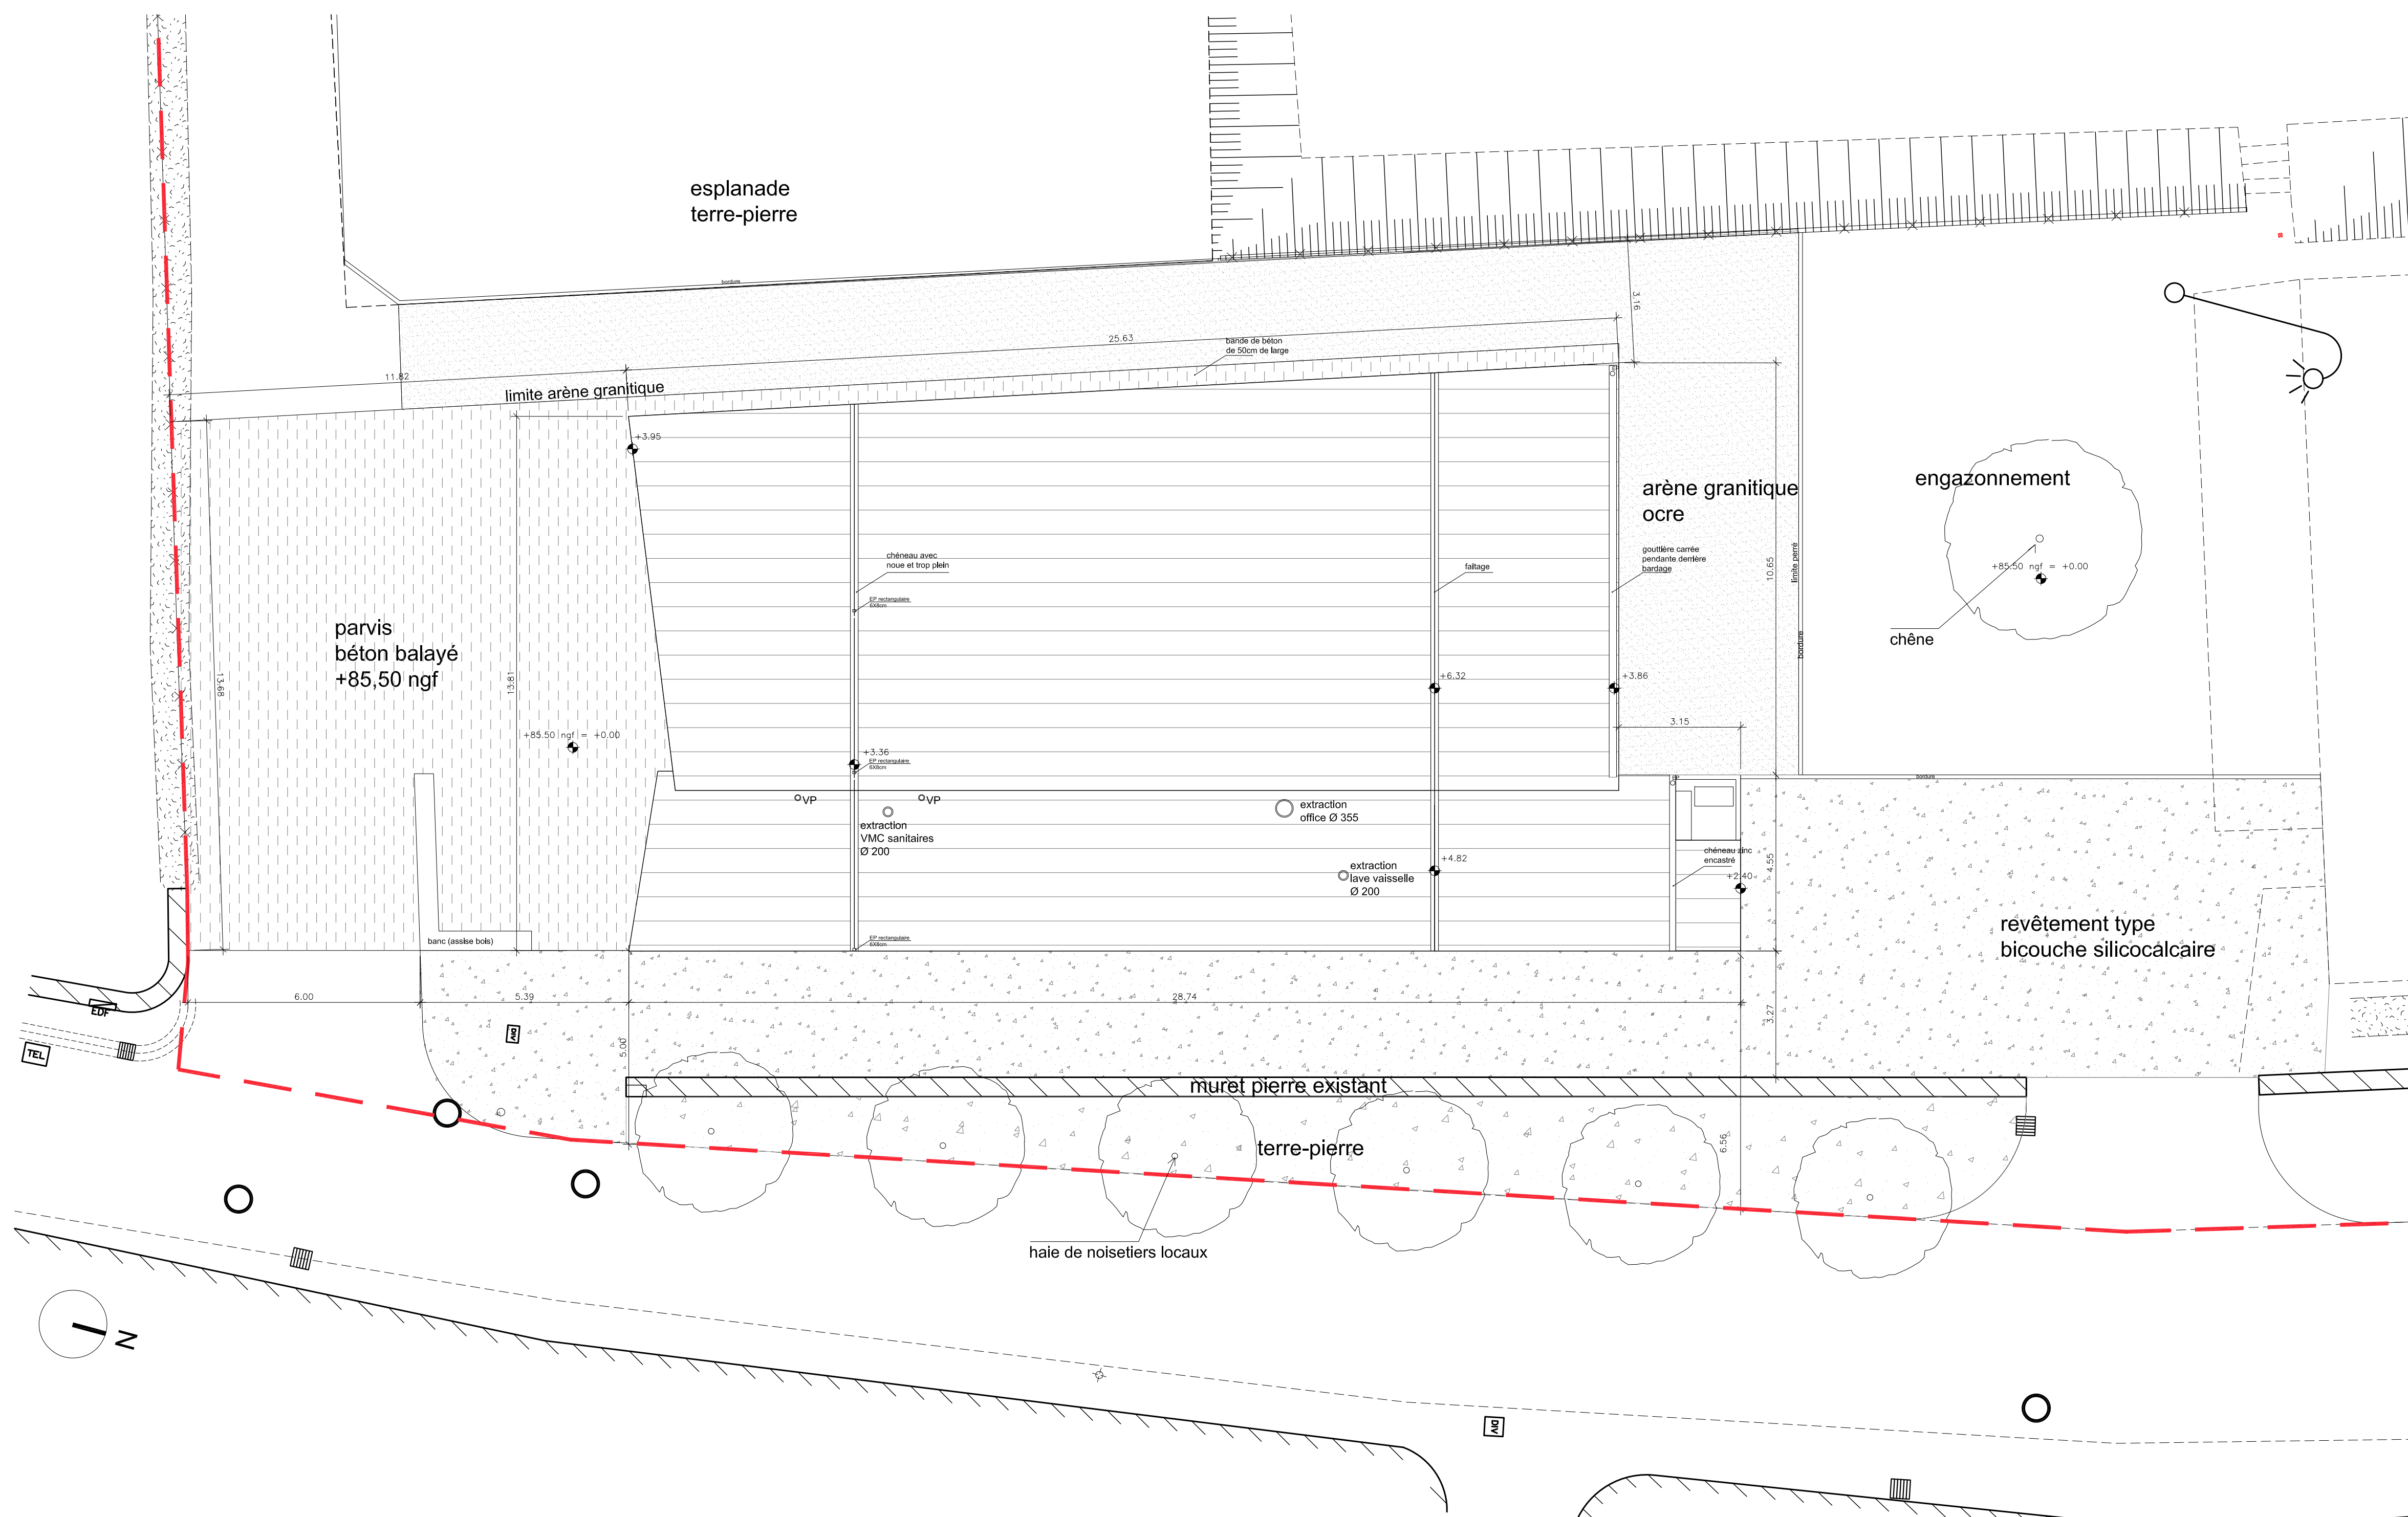 esplanade
terre-pierre
bordure
3.16
25.63
bande de béton
de 50cm de large
11.82
limite arène granitique
+3.95
arène granitique
ocre
engazonnement
chéneau avec
noue et trop plein
faîtage
gouttière carrée
pendante derrière
bardage
limite perré
10.65
+85.50 ngf = +0.00
EP rectangulaire
6X8cm
parvis
béton balayé
+85,50 ngf
chêne
bordure
13.68
13.81
+6.32
+3.86
3.15
+85.50 ngf = +0.00
+3.36
EP rectangulaire
6X8cm
bordure
VP
VP
extraction
office Ø 355
extraction
VMC sanitaires
Ø 200
chéneau zinc
encastré
+4.82
4.55
extraction
lave vaisselle
Ø 200
+2.40
revêtement type
bicouche silicocalcaire
banc (assise bois)
EP rectangulaire
6X8cm
6.00
5.39
28.74
3.27
EDF
DIV
TEL
5.00
muret pierre existant
terre-pierre
6.56
haie de noisetiers locaux
N
DIV